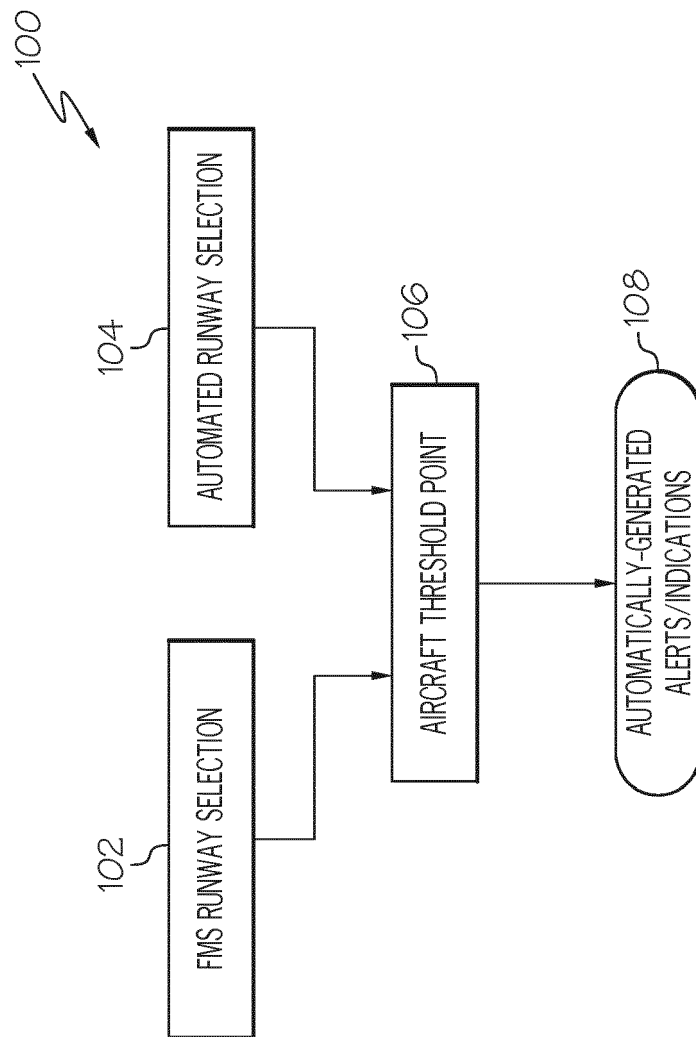 100
102
FMS RUNWAY SELECTION
104
AUTOMATED RUNWAY SELECTION
106
AIRCRAFT THRESHOLD POINT
108
AUTOMATICALLY-GENERATED
ALERTS/INDICATIONS